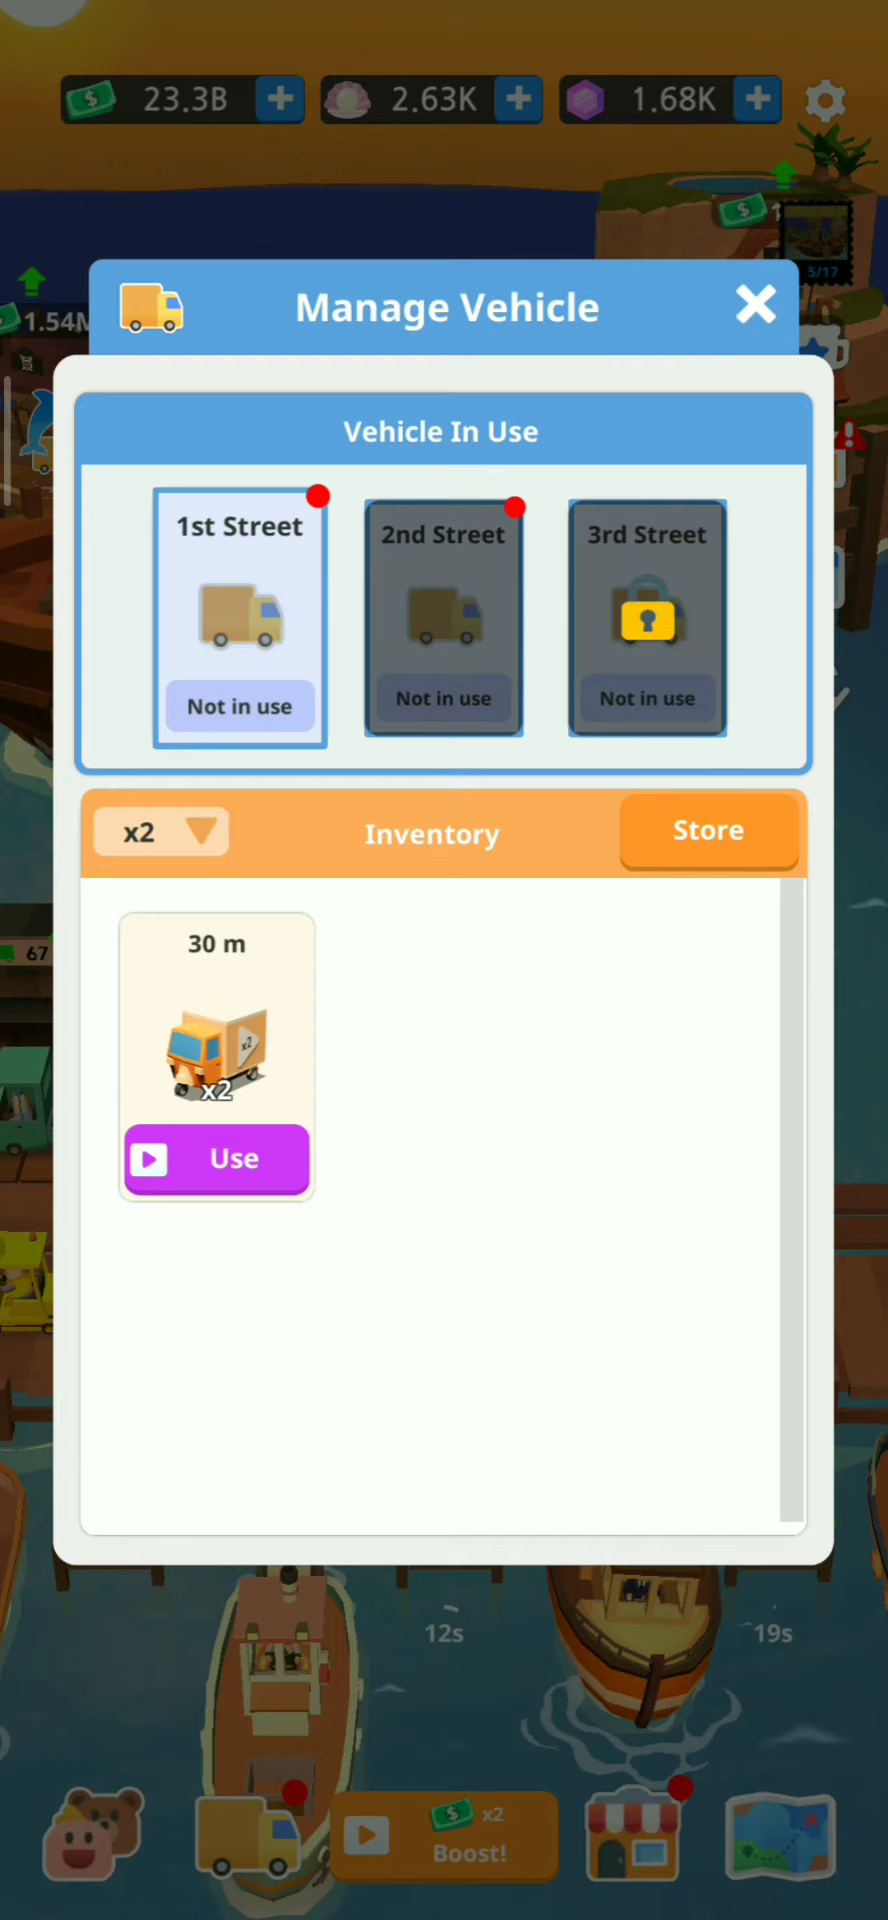 23.3B
2.63K
1.68K
5/17
1.54M
Manage Vehicle
Vehicle In Use
1st Street
2nd Street
3rd Street
Not in use
Not in use
Not in use
x2
Inventory
Store
30 m
67
x2
x2
Use
12s
19s
x2
Boost!